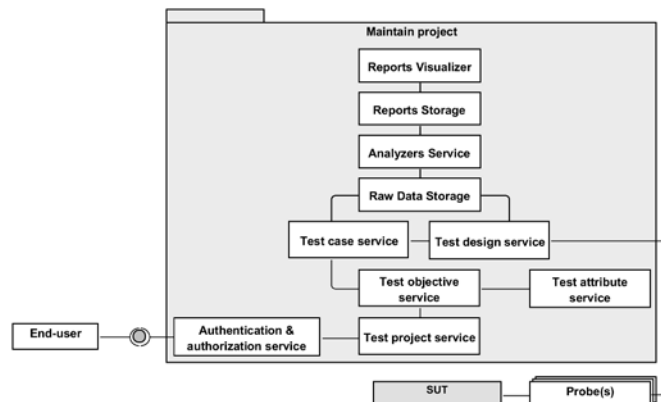 Maintain project
Reports Visualizer
Reports Storage
Analyzers Service
Raw Data Storage
Test case service
Test design service
Test objective
service
Test attribute
service
End-user
Authentication &
authorization service
Test project service
SUT
Probe(s)